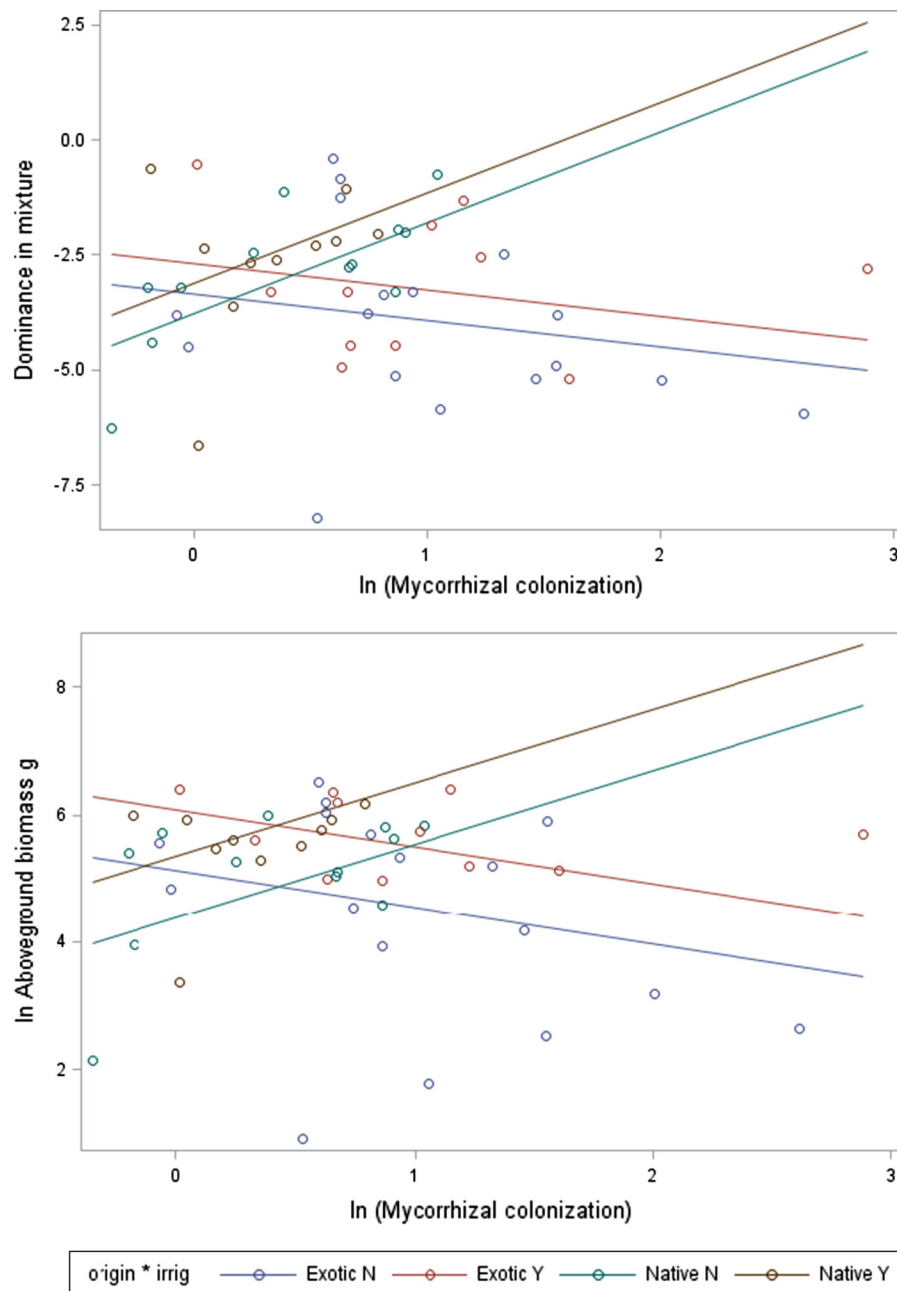 2.5
0.0
-2.5
-5.0
-7.5
Dominance in mixture
0 1 2 3
ln (Mycorrhizal colonization)
8
6
4
2
ln Aboveground biomass g
0 1 2 3
ln (Mycorrhizal colonization)
origin * irrig Exotic N Exotic Y Native N Native Y